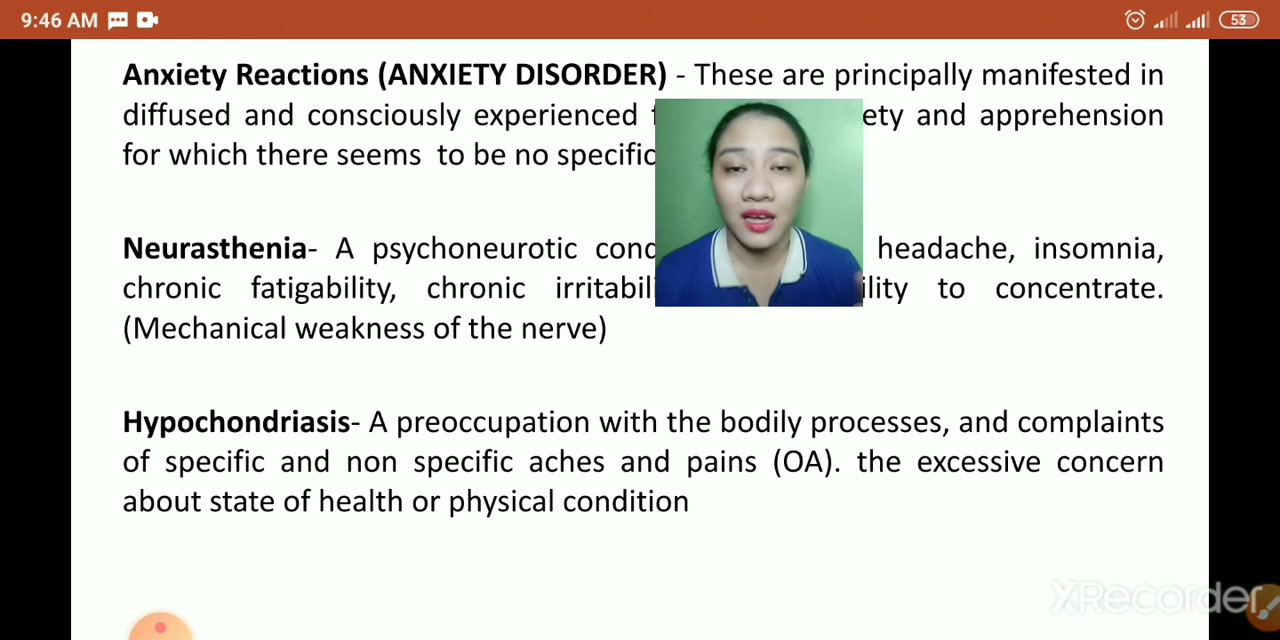 9:46 AM
53
Anxiety Reactions (ANXIETY DISORDER) - These are principally manifested in
diffused and consciously experienced ety and apprehension
for which there seems to be no specific
Neurasthenia- A psychoneurotic cond headache, insomnia,
chronic fatigability, chronic irritabili ility to concentrate.
(Mechanical weakness of the nerve)
Hypochondriasis- A preoccupation with the bodily processes, and complaints
of specific and non specific aches and pains (OA). the excessive concern
about state of health or physical condition
XRecorder